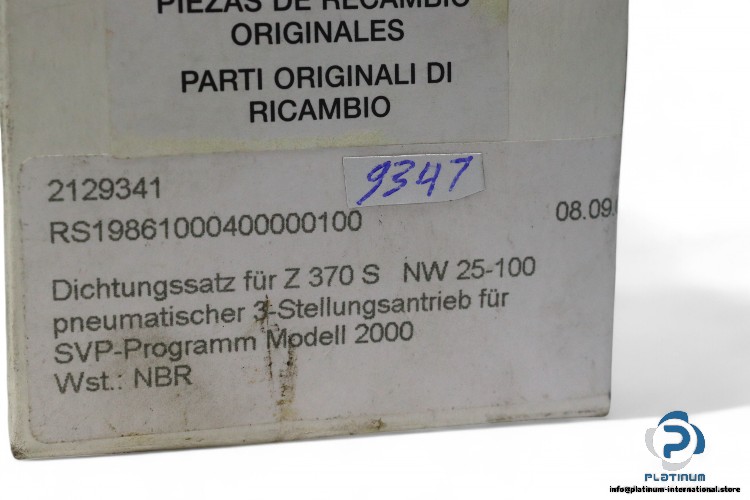 PIEZAS DE RECAMBIO
ORIGINALES
PARTI ORIGINALI DI
RICAMBIO
2129341
9347
RS19861000400000100
08.09.
Dichtungssatz für Z 370 S NW 25-100
pneumatischer 3-Stellungsantrieb für
SVP-Programm Modell 2000
Wst.: NBR
PLATINUM
info@platinum-international.store